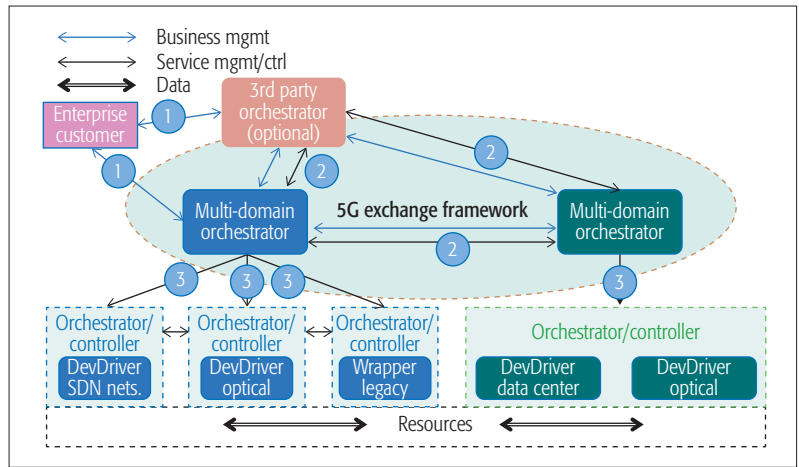 Business mgmt
Service mgmt/ctrl
Data
Enterprise
customer
1
3rd party
orchestrator
(optional)
1
2
2
Multi-domain
orchestrator
5G exchange framework
Multi-domain
orchestrator
2
3
3
3
3
Orchestrator/
controller
DevDriver
SDN nets.
Orchestrator/
controller
DevDriver
optical
Orchestrator/
controller
Wrapper
legacy
Orchestrator/controller
DevDriver
data center
DevDriver
optical
Resources